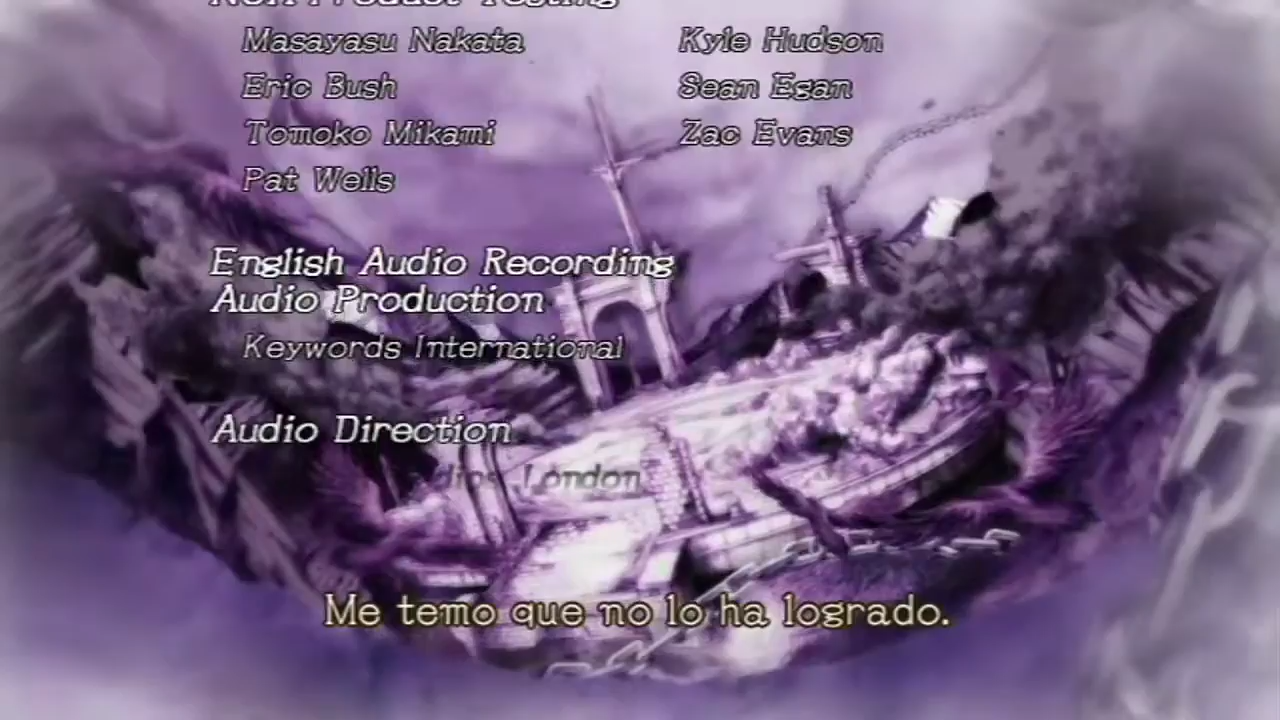 Masayasu Nakata Kyle Hudson
Eric Bush Sean Egan
Tomoko Mikami Zac Evans
Pat Wells
English Audio Recording
Audio Production
Keywords International
Audio Direction
London
Me temo que no lo ha logrado.